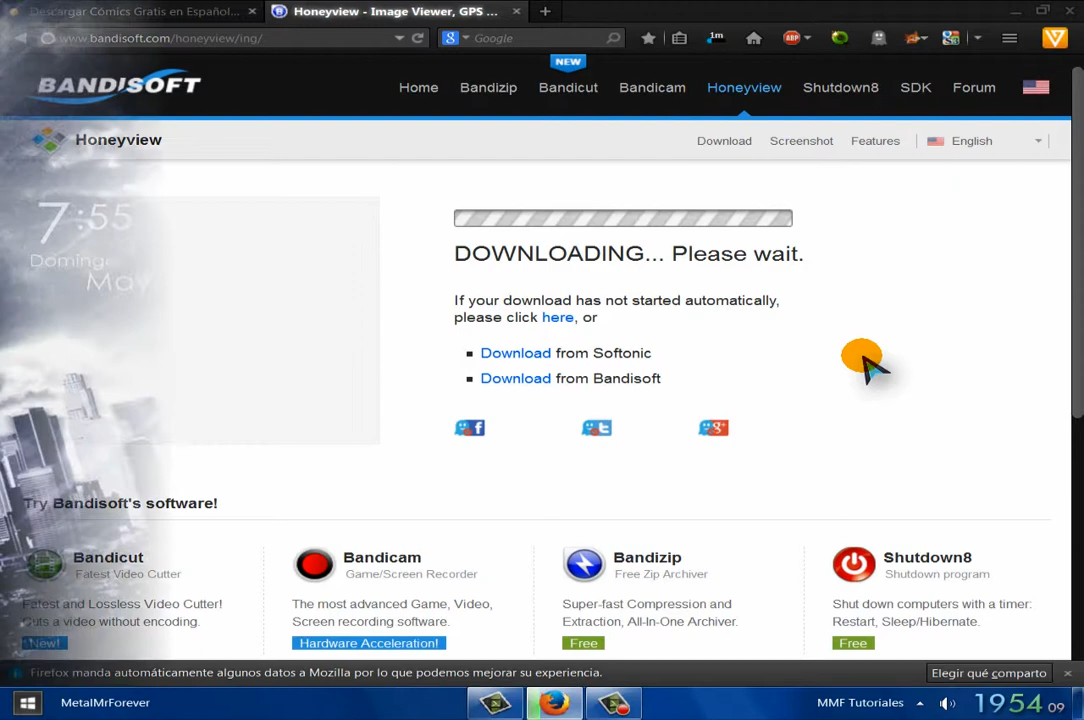 Descargar Cómics Gratis en Español...
Honeyview - Image Viewer, GPS ...
www.bandisoft.com/honeyview/ing/
Google
1m
ABP
NEW
BANDISOFT
Home
Bandizip
Bandicut
Bandicam
Honeyview
Shutdown8
SDK
Forum
Honeyview
Download
Screenshot
Features
English
7:55
Domingo
May
DOWNLOADING... Please wait.
If your download has not started automatically,
please click here, or
Download from Softonic
Download from Bandisoft
Try Bandisoft's software!
Bandicut
Fatest Video Cutter
Fatest and Lossless Video Cutter!
Cuts a video without encoding.
New!
Bandicam
Game/Screen Recorder
The most advanced Game, Video,
Screen recording software.
Hardware Acceleration!
Bandizip
Free Zip Archiver
Super-fast Compression and
Extraction, All-In-One Archiver.
Free
Shutdown8
Shutdown program
Shut down computers with a timer:
Restart, Sleep/Hibernate.
Free
Firefox manda automáticamente algunos datos a Mozilla por lo que podemos mejorar su experiencia.
Elegir qué comparto
MetalMrForever
MMF Tutoriales
1954 09